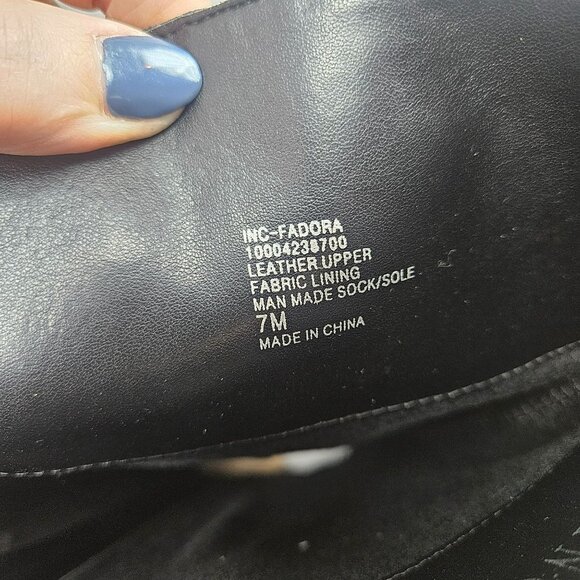 INC-FADORA
10004238700
LEATHER UPPER
FABRIC LINING
MAN MADE SOCK/SOLE
7M
MADE IN CHINA